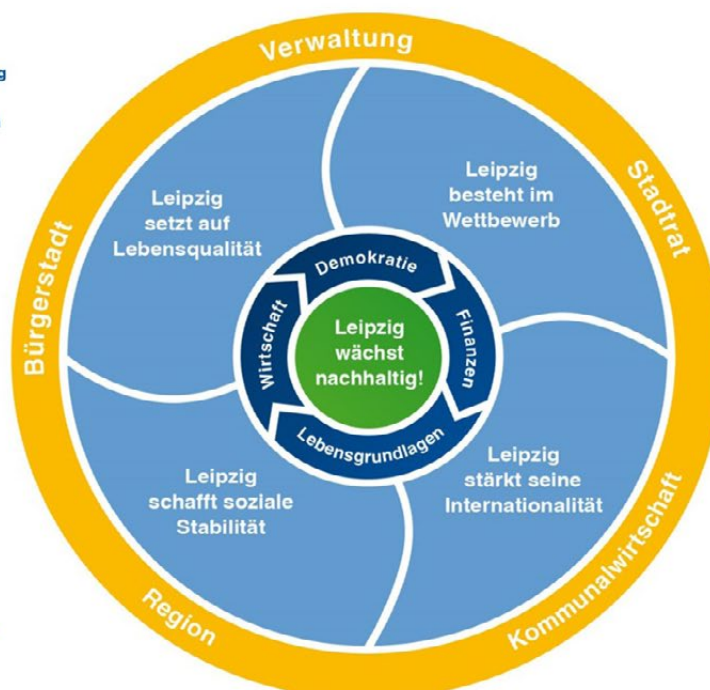 Verwaltung
Stadtrat
Kommunalwirtschaft
Region
Bürgerstadt
Leipzig
setzt auf
Lebensqualität
Leipzig
besteht im
Wettbewerb
Leipzig
stärkt seine
Internationalität
Leipzig
schafft soziale
Stabilität
Demokratie
Finanzen
Lebensgrundlagen
Wirtschaft
Leipzig
wächst
nachhaltig!